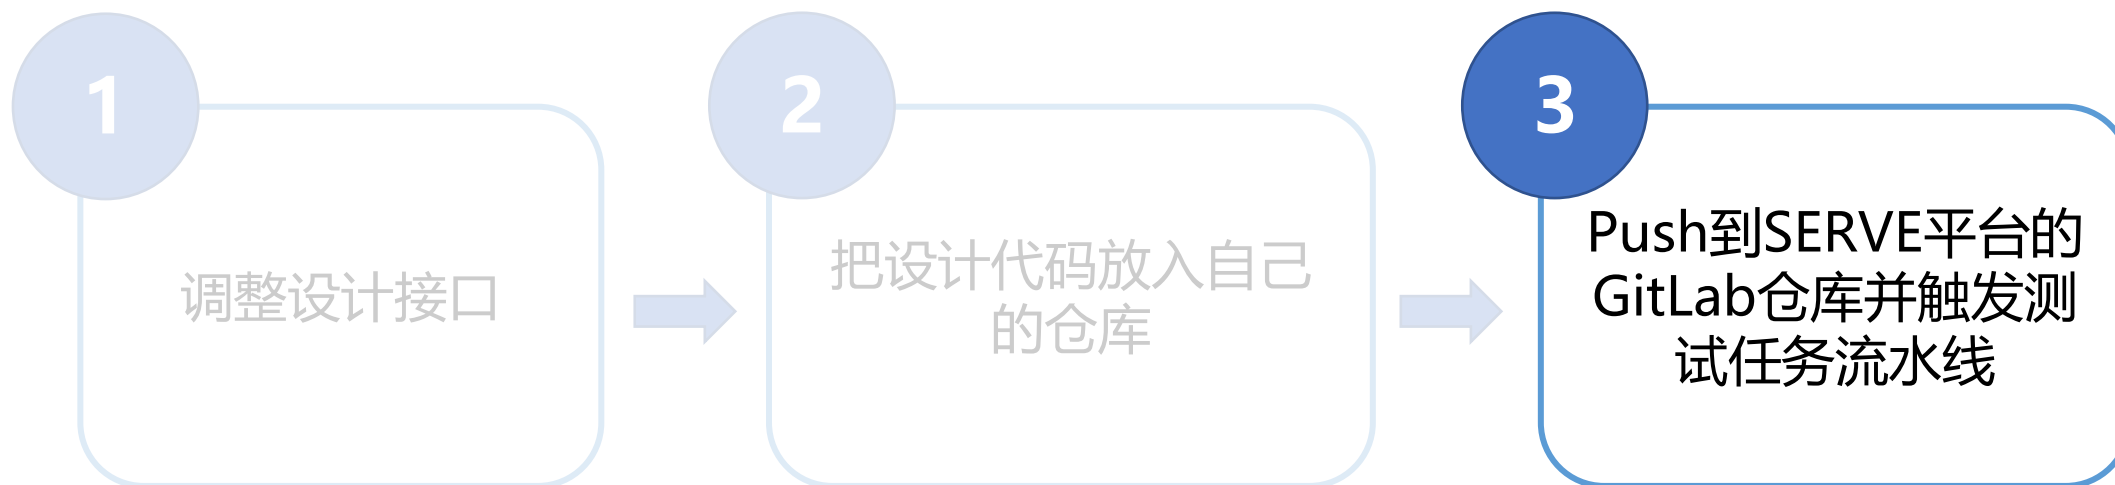 1
调整设计接口
2
把设计代码放入自己
的仓库
3
Push到SERVE平台的
GitLab仓库并触发测
试任务流水线